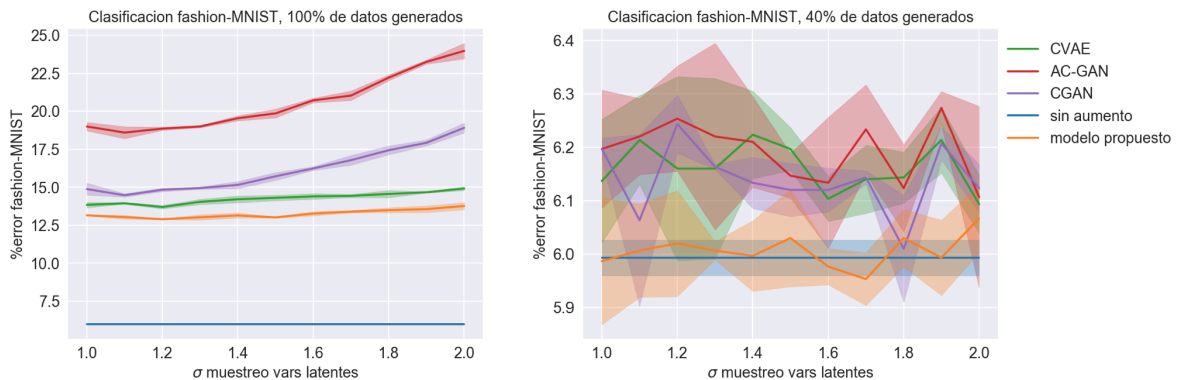 Clasificacion fashion-MNIST, 100% de datos generados
%error fashion-MNIST
25.0
22.5
20.0
17.5
15.0
12.5
10.0
7.5
1.0 1.2 1.4 1.6 1.8 2.0
σ muestreo vars latentes
Clasificacion fashion-MNIST, 40% de datos generados
%error fashion-MNIST
6.4
6.3
6.2
6.1
6.0
5.9
1.0 1.2 1.4 1.6 1.8 2.0
σ muestreo vars latentes
CVAE
AC-GAN
CGAN
sin aumento
modelo propuesto